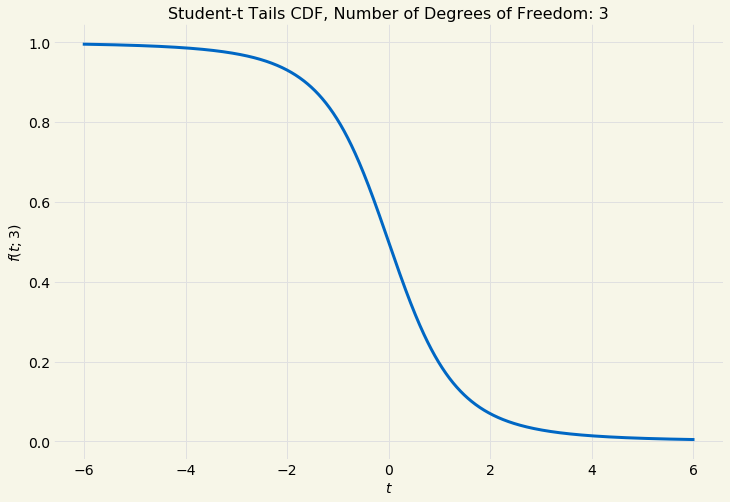 Student-t Tails CDF, Number of Degrees of Freedom: 3
1.0
0.8
0.6
0.4
0.2
0.0
f(t; 3)
−6 −4 −2 0 2 4 6
t